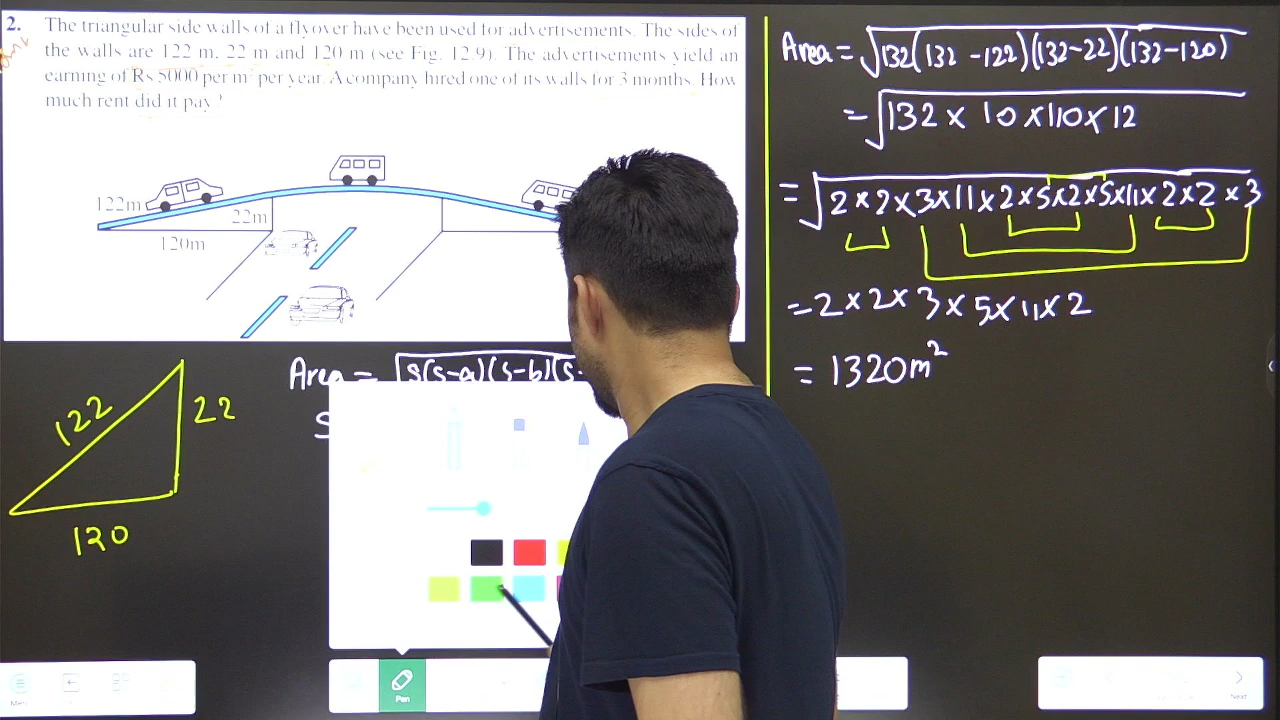 2. The triangular side walls of a flyover have been used for advertisements. The sides of
the walls are 122 m, 22 m and 120 m (see Fig. 12.9). The advertisements yield an
earning of Rs 5000 per m² per year. A company hired one of its walls for 3 months. How
much rent did it pay ?
122m
22m
120m
Area = √s(s-a)(s-b)(s-
S
122
22
120
Pen
Area = √132(132 -122)(132-22)(132-120)
= √132 × 10 × 110 × 12
= √2 × 2 × 3 × 11 × 2 × 5 × 2 × 5 × 11 × 2 × 2 × 3
= 2 × 2 × 3 × 5 × 11 × 2
= 1320m²
Next